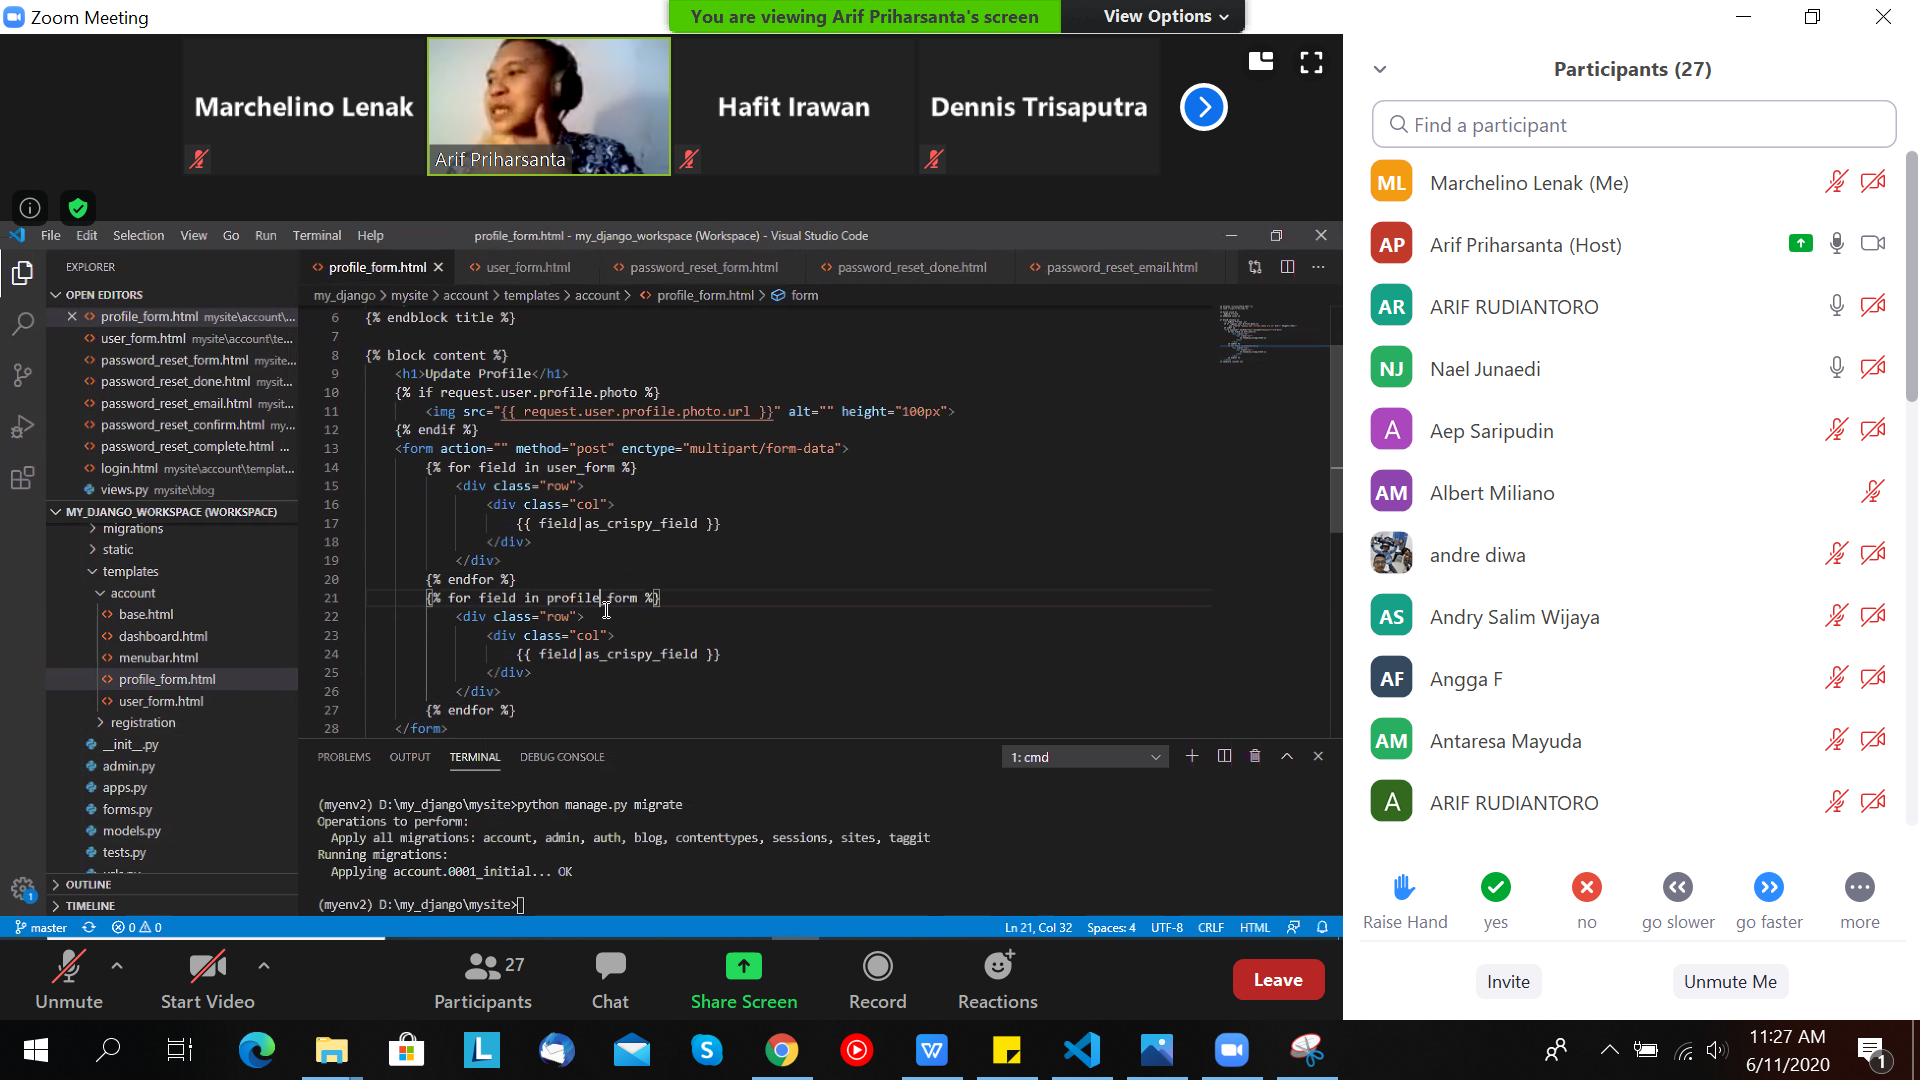 Zoom Meeting
You are viewing Arif Priharsanta's screen
View Options
Marchelino Lenak
Arif Priharsanta
Hafit Irawan
Dennis Trisaputra
File Edit Selection View Go Run Terminal Help
profile_form.html - my_django_workspace (Workspace) - Visual Studio Code
EXPLORER
OPEN EDITORS
profile_form.html mysite\account\...
user_form.html mysite\account\te...
password_reset_form.html mysite...
password_reset_done.html mysit...
password_reset_email.html mysit...
password_reset_confirm.html my...
password_reset_complete.html ...
login.html mysite\account\templat...
views.py mysite\blog
MY_DJANGO_WORKSPACE (WORKSPACE)
migrations
static
templates
account
base.html
dashboard.html
menubar.html
profile_form.html
user_form.html
registration
__init__.py
admin.py
apps.py
forms.py
models.py
tests.py
OUTLINE
TIMELINE
profile_form.html user_form.html password_reset_form.html password_reset_done.html password_reset_email.html
my_django > mysite > account > templates > account > profile_form.html > form
6 {% endblock title %}
7
8 {% block content %}
9 <h1>Update Profile</h1>
10 {% if request.user.profile.photo %}
11 <img src="{{ request.user.profile.photo.url }}" alt="" height="100px">
12 {% endif %}
13 <form action="" method="post" enctype="multipart/form-data">
14 {% for field in user_form %}
15 <div class="row">
16 <div class="col">
17 {{ field|as_crispy_field }}
18 </div>
19 </div>
20 {% endfor %}
21 {% for field in profile_form %}
22 <div class="row">
23 <div class="col">
24 {{ field|as_crispy_field }}
25 </div>
26 </div>
27 {% endfor %}
28 </form>
PROBLEMS OUTPUT TERMINAL DEBUG CONSOLE
1: cmd
(myenv2) D:\my_django\mysite>python manage.py migrate
Operations to perform:
Apply all migrations: account, admin, auth, blog, contenttypes, sessions, sites, taggit
Running migrations:
Applying account.0001_initial... OK
(myenv2) D:\my_django\mysite>
1
master 0 0
Ln 21, Col 32 Spaces: 4 UTF-8 CRLF HTML
Unmute
Start Video
27
Participants
Chat
Share Screen
Record
Reactions
Leave
Participants (27)
Find a participant
ML Marchelino Lenak (Me)
AP Arif Priharsanta (Host)
AR ARIF RUDIANTORO
NJ Nael Junaedi
A Aep Saripudin
AM Albert Miliano
andre diwa
AS Andry Salim Wijaya
AF Angga F
AM Antaresa Mayuda
A ARIF RUDIANTORO
Raise Hand yes no go slower go faster more
Invite
Unmute Me
11:27 AM
6/11/2020
1